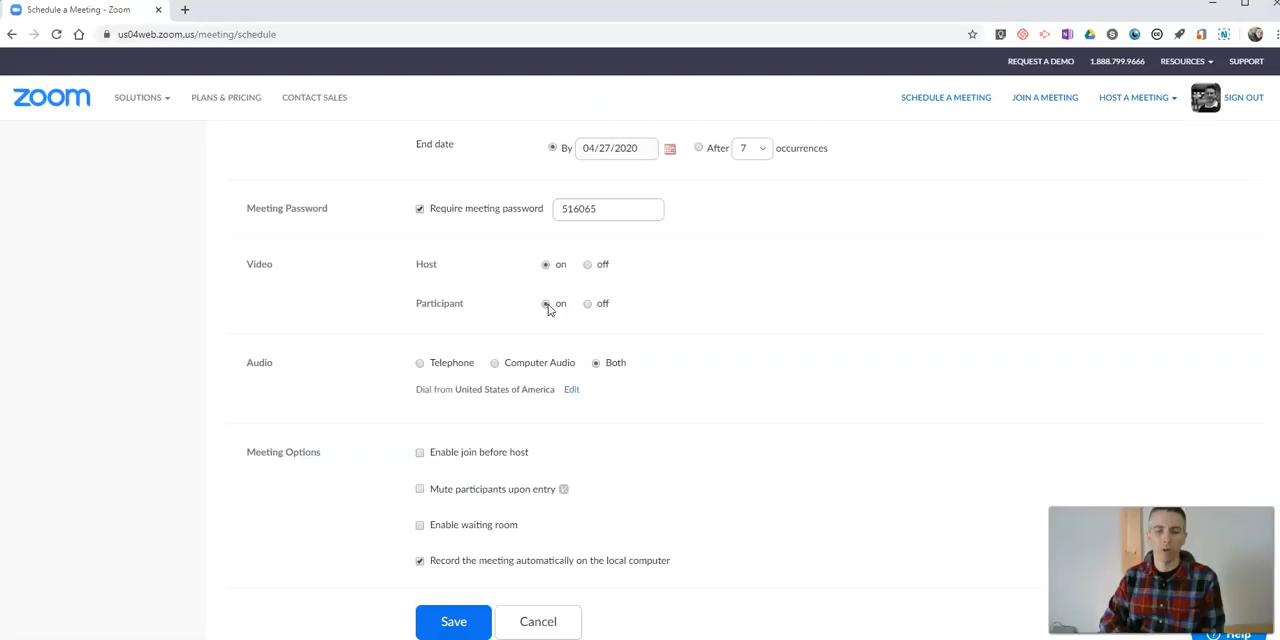 Schedule a Meeting - Zoom
us04web.zoom.us/meeting/schedule
REQUEST A DEMO 1.888.799.9666 RESOURCES SUPPORT
zoom SOLUTIONS PLANS & PRICING CONTACT SALES SCHEDULE A MEETING JOIN A MEETING HOST A MEETING SIGN OUT
End date By 04/27/2020 After 7 occurrences
Meeting Password Require meeting password 516065
Video Host on off
Participant on off
Audio Telephone Computer Audio Both
Dial from United States of America Edit
Meeting Options Enable join before host
Mute participants upon entry
Enable waiting room
Record the meeting automatically on the local computer
Save Cancel
Help